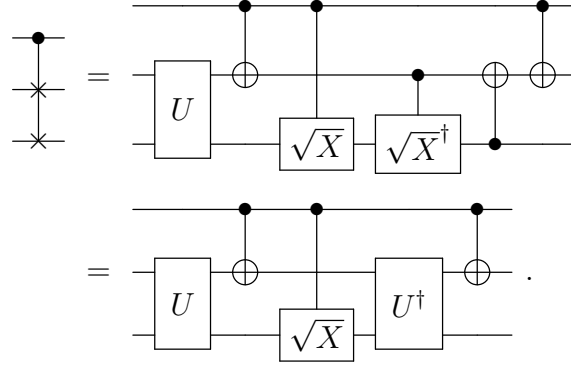 =
U
√X
√X†
=
U
√X
U†
.